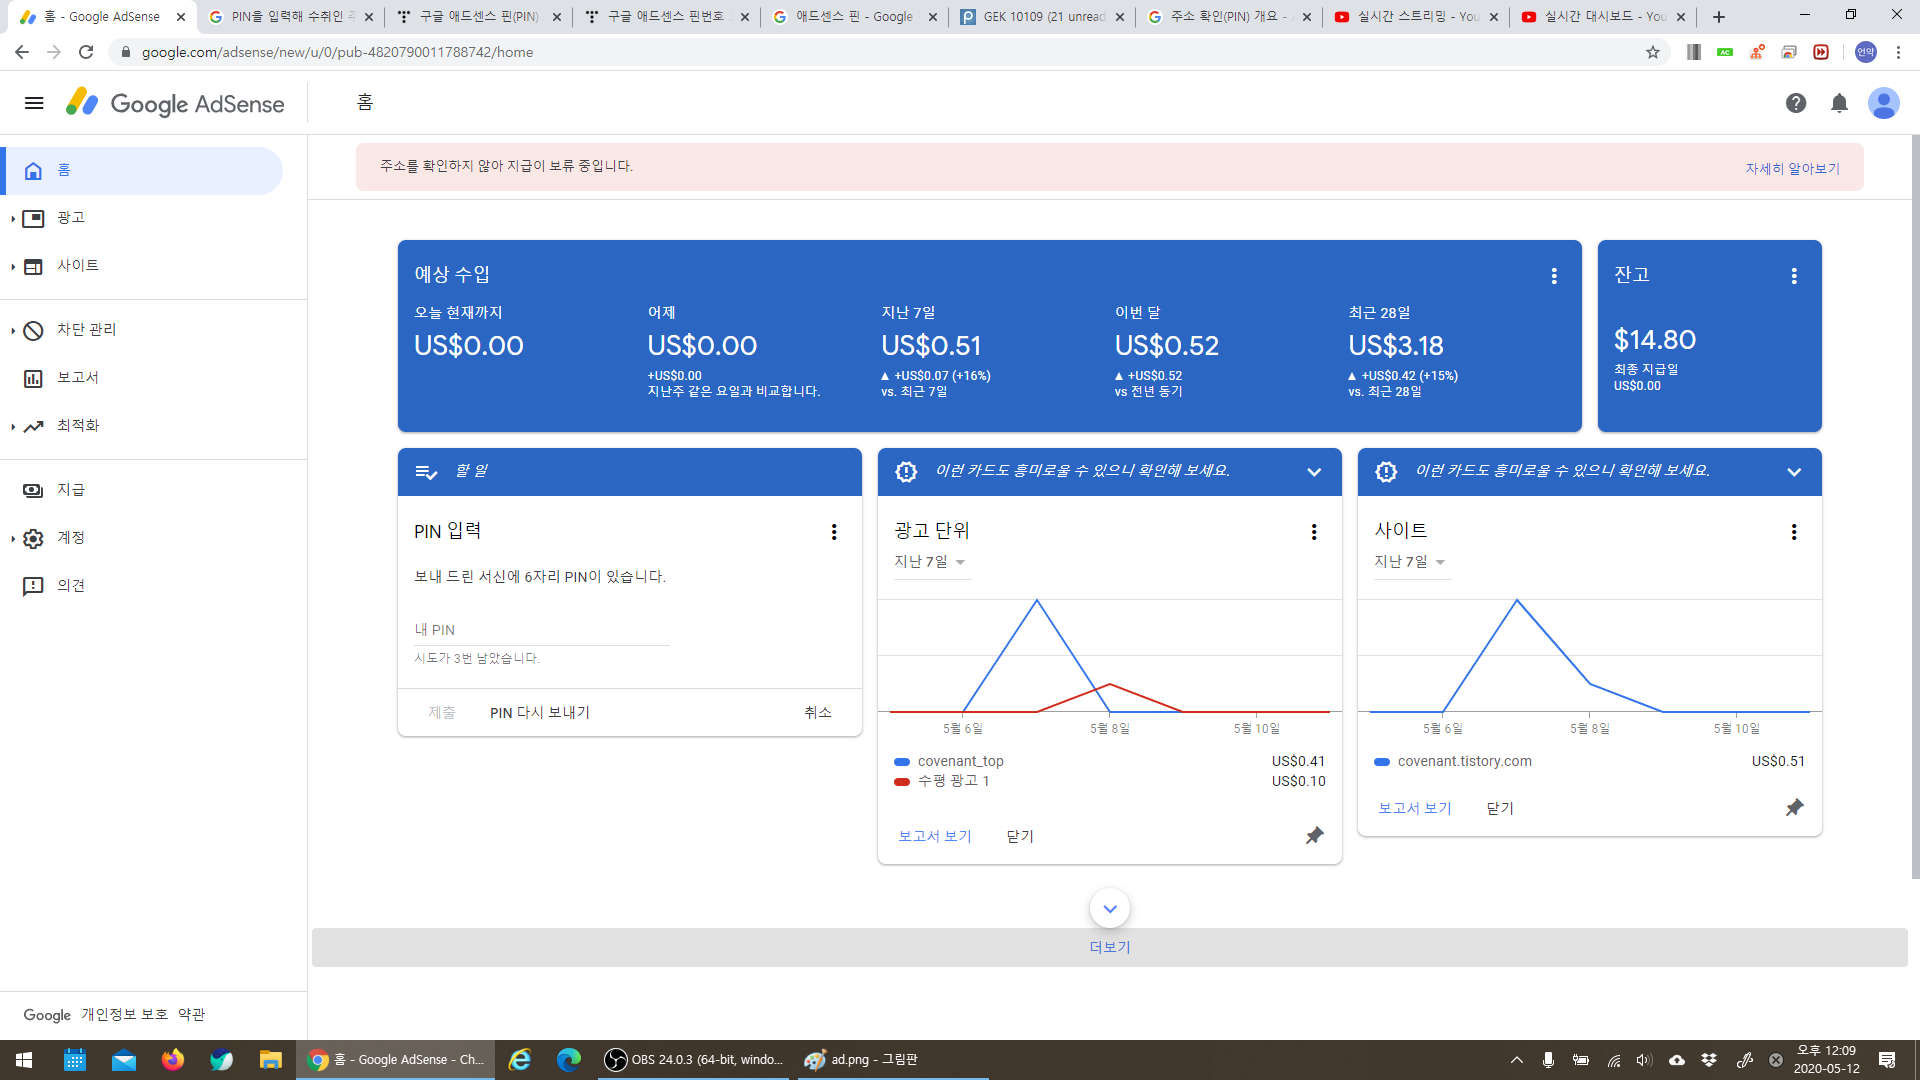 홈 - Google AdSense
PIN을 입력해 수취인 주
구글 애드센스 핀(PIN)
구글 애드센스 핀번호
애드센스 핀 - Google
GEK 10109 (21 unread
주소 확인(PIN) 개요 -
실시간 스트리밍 - You
실시간 대시보드 - You
google.com/adsense/new/u/0/pub-4820790011788742/home
AC
언약
Google AdSense
홈
홈
광고
사이트
차단 관리
보고서
최적화
지급
계정
의견
Google 개인정보 보호 약관
주소를 확인하지 않아 지급이 보류 중입니다.
자세히 알아보기
예상 수입
오늘 현재까지
US$0.00
어제
US$0.00
+US$0.00
지난주 같은 요일과 비교합니다.
지난 7일
US$0.51
▲ +US$0.07 (+16%)
vs. 최근 7일
이번 달
US$0.52
▲ +US$0.52
vs 전년 동기
최근 28일
US$3.18
▲ +US$0.42 (+15%)
vs. 최근 28일
잔고
$14.80
최종 지급일
US$0.00
할 일
PIN 입력
보내 드린 서신에 6자리 PIN이 있습니다.
내 PIN
시도가 3번 남았습니다.
제출
PIN 다시 보내기
취소
이런 카드도 흥미로울 수 있으니 확인해 보세요.
광고 단위
지난 7일
5월 6일
5월 8일
5월 10일
covenant_top US$0.41
수평 광고 1 US$0.10
보고서 보기
닫기
이런 카드도 흥미로울 수 있으니 확인해 보세요.
사이트
지난 7일
5월 6일
5월 8일
5월 10일
covenant.tistory.com US$0.51
보고서 보기
닫기
더보기
홈 - Google AdSense - Ch...
OBS 24.0.3 (64-bit, windo...
ad.png - 그림판
오후 12:09
2020-05-12